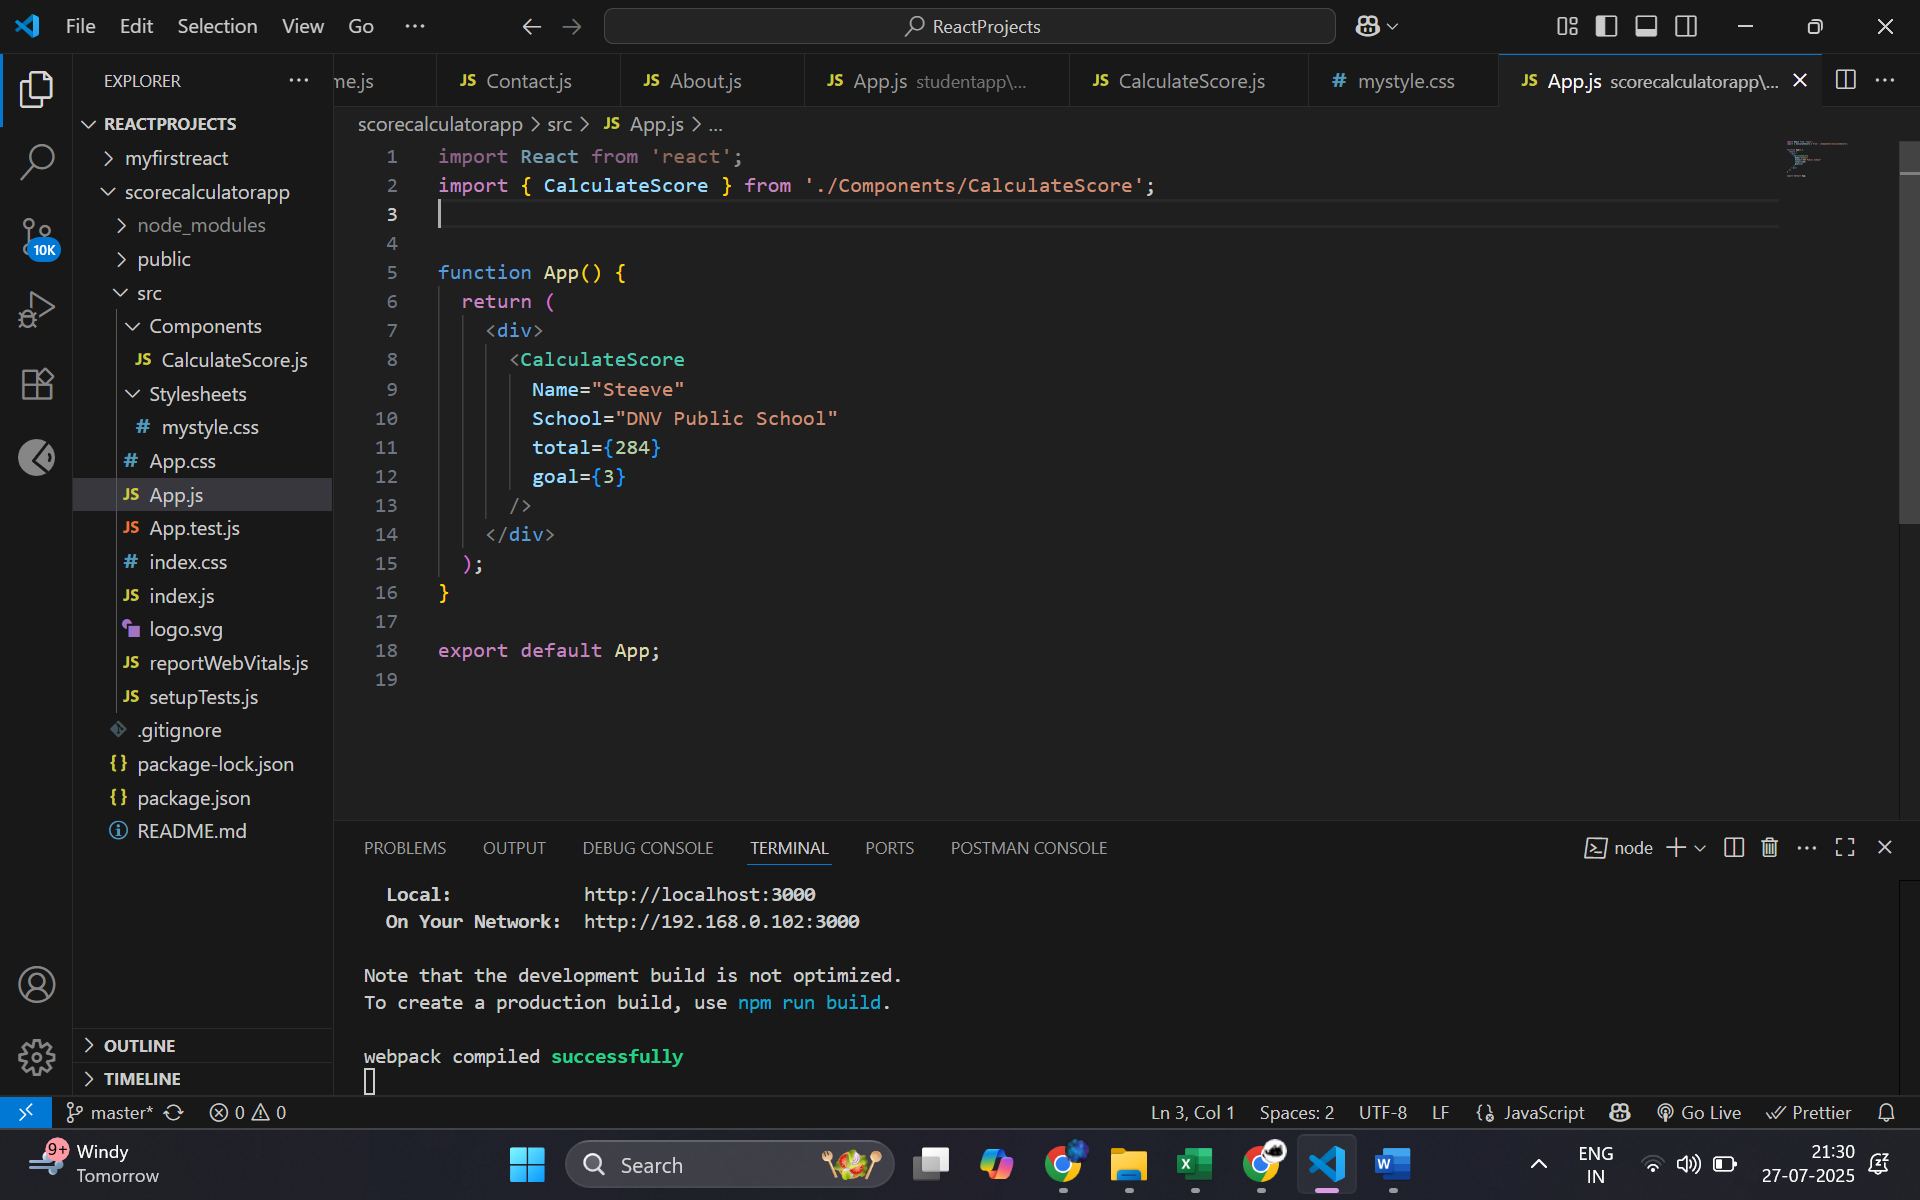 File Edit Selection View Go ···
ReactProjects
EXPLORER
REACTPROJECTS
myfirstreact
scorecalculatorapp
node_modules
public
src
Components
JS CalculateScore.js
Stylesheets
# mystyle.css
# App.css
JS App.js
JS App.test.js
# index.css
JS index.js
logo.svg
JS reportWebVitals.js
JS setupTests.js
.gitignore
{} package-lock.json
{} package.json
README.md
OUTLINE
TIMELINE
10K
me.js
JS Contact.js
JS About.js
JS App.js studentapp\...
JS CalculateScore.js
# mystyle.css
JS App.js scorecalculatorapp\...
scorecalculatorapp > src > JS App.js > ...
1 import React from 'react';
2 import { CalculateScore } from './Components/CalculateScore';
3
4
5 function App() {
6 return (
7 <div>
8 <CalculateScore
9 Name="Steeve"
10 School="DNV Public School"
11 total={284}
12 goal={3}
13 />
14 </div>
15 );
16 }
17
18 export default App;
19
PROBLEMS OUTPUT DEBUG CONSOLE TERMINAL PORTS POSTMAN CONSOLE
node
Local: http://localhost:3000
On Your Network: http://192.168.0.102:3000
Note that the development build is not optimized.
To create a production build, use npm run build.
webpack compiled successfully
master* 0 0
Ln 3, Col 1 Spaces: 2 UTF-8 LF {} JavaScript Go Live Prettier
9+ Windy
Tomorrow
Search
ENG
IN
21:30
27-07-2025